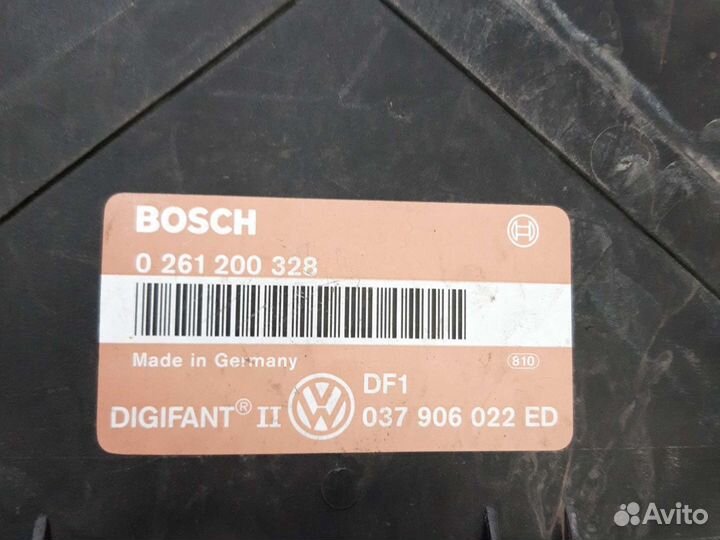 BOSCH
0 261 200 328
Made in Germany
810
DF1
DIGIFANT® II
037 906 022 ED
Avito